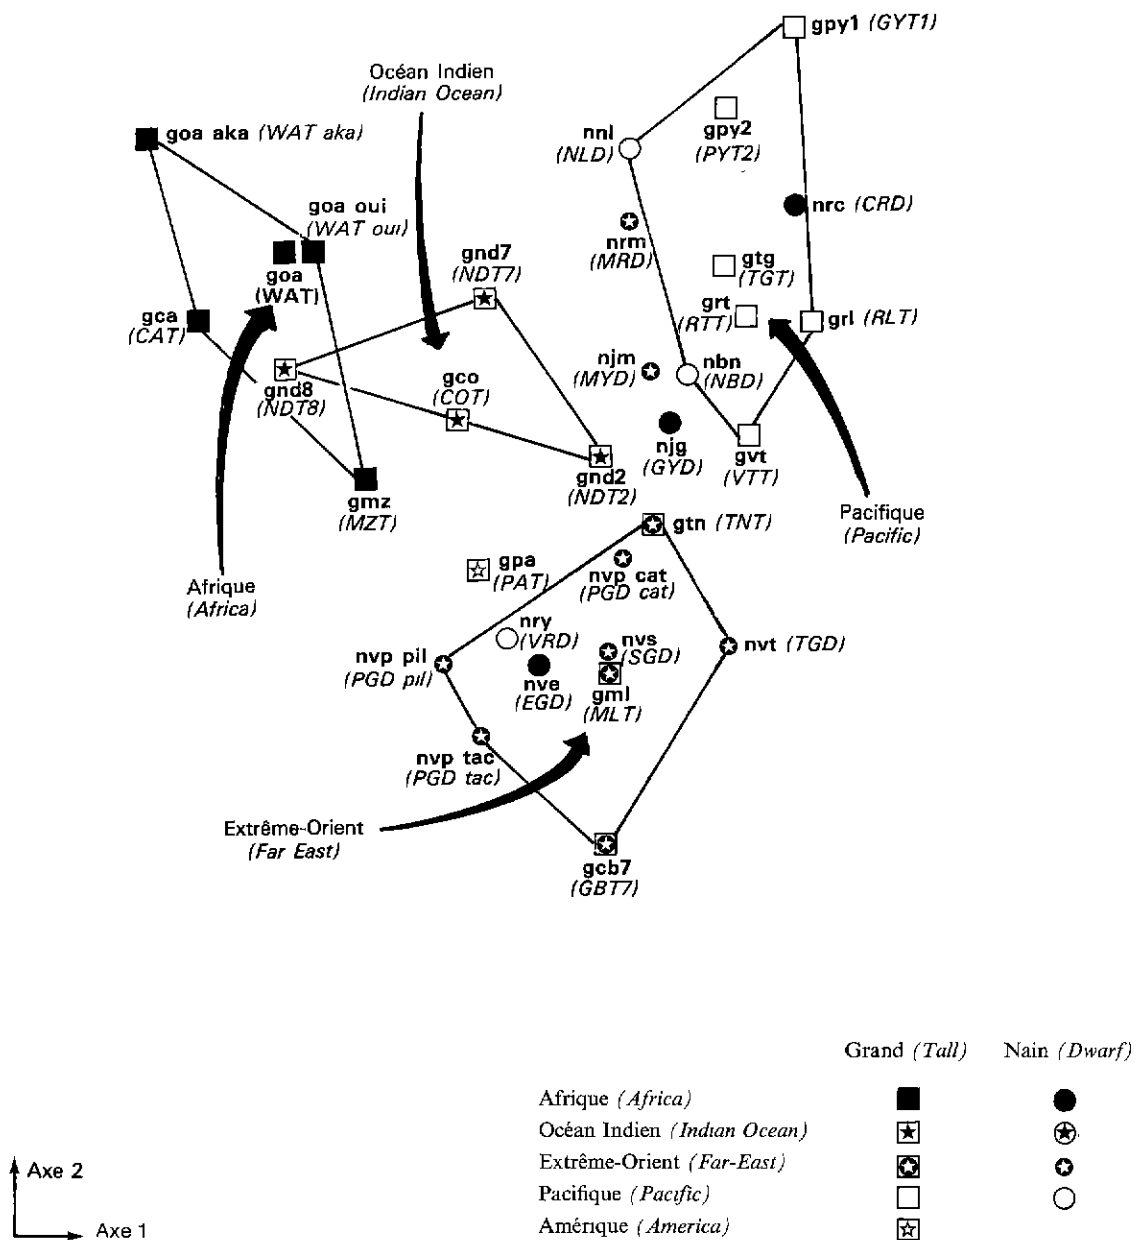 gpy1 (GYT1)
Océan Indien
(Indian Ocean)
goa aka (WAT aka)
nnl
(NLD)
gpy2
(PYT2)
goa oui
(WAT oui)
nrc (CRD)
nrm
(MRD)
gnd7
(NDT7)
gtg
(TGT)
goa
(WAT)
gca
(CAT)
grt
(RTT)
grl (RLT)
njm
(MYD)
nbn
(NBD)
gnd8
(NDT8)
gco
(COT)
njg
(GYD)
gvt
(VTT)
gnd2
(NDT2)
gmz
(MZT)
Pacifique
(Pacific)
gtn (TNT)
gpa
(PAT)
nvp cat
(PGD cat)
Afrique
(Africa)
nry
(VRD)
nvs
(SGD)
nvt (TGD)
nvp pil
(PGD pil)
nve
(EGD)
gml
(MLT)
nvp tac
(PGD tac)
Extrême-Orient
(Far East)
gcb7
(GBT7)
Grand (Tall) Nain (Dwarf)
Afrique (Africa)
Océan Indien (Indian Ocean)
Extrême-Orient (Far-East)
Pacifique (Pacific)
Amérique (America)
Axe 2
Axe 1